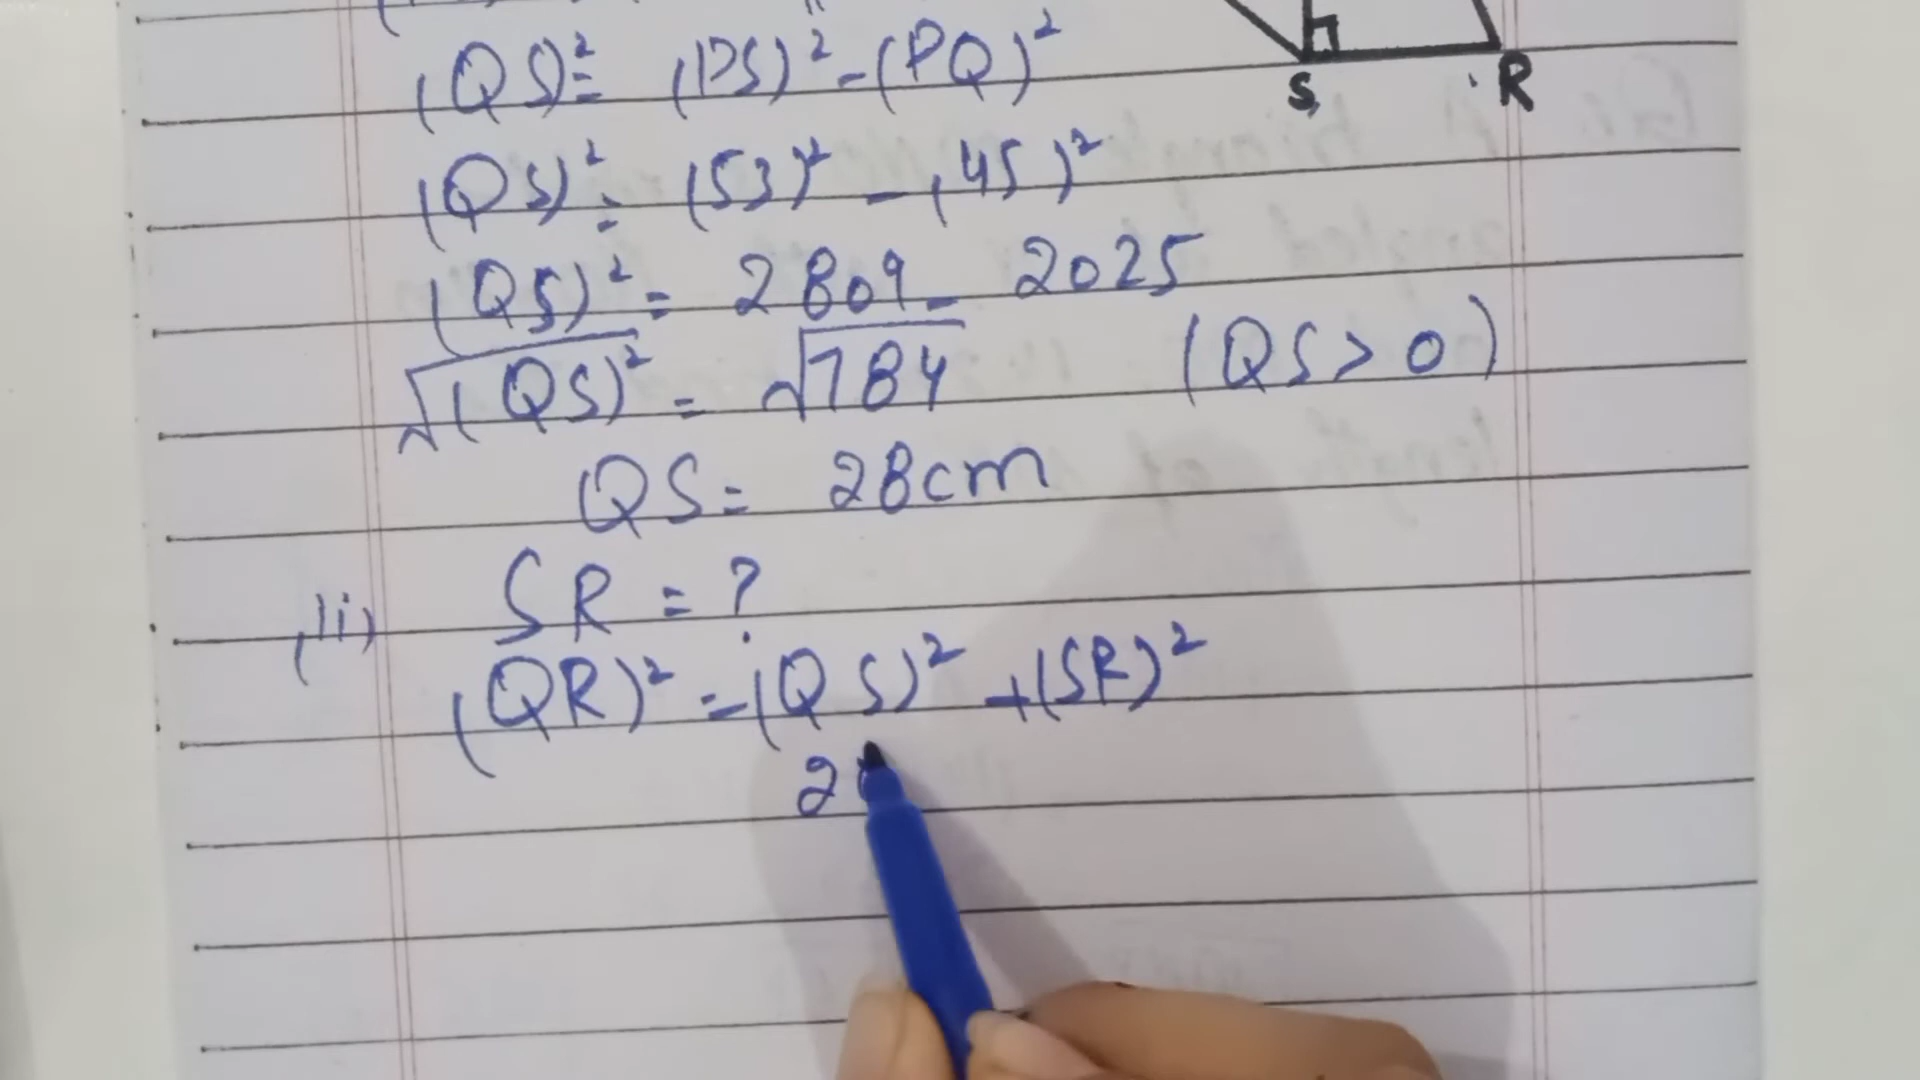 (QS)² = (PS)² - (PQ)²
S R
(QS)² = (53)² - (45)²
(QS)² = 2809 - 2025
√(QS)² = √784 (QS > 0)
QS = 28cm
(ii) SR = ?
(QR)² = (QS)² + (SR)²
2